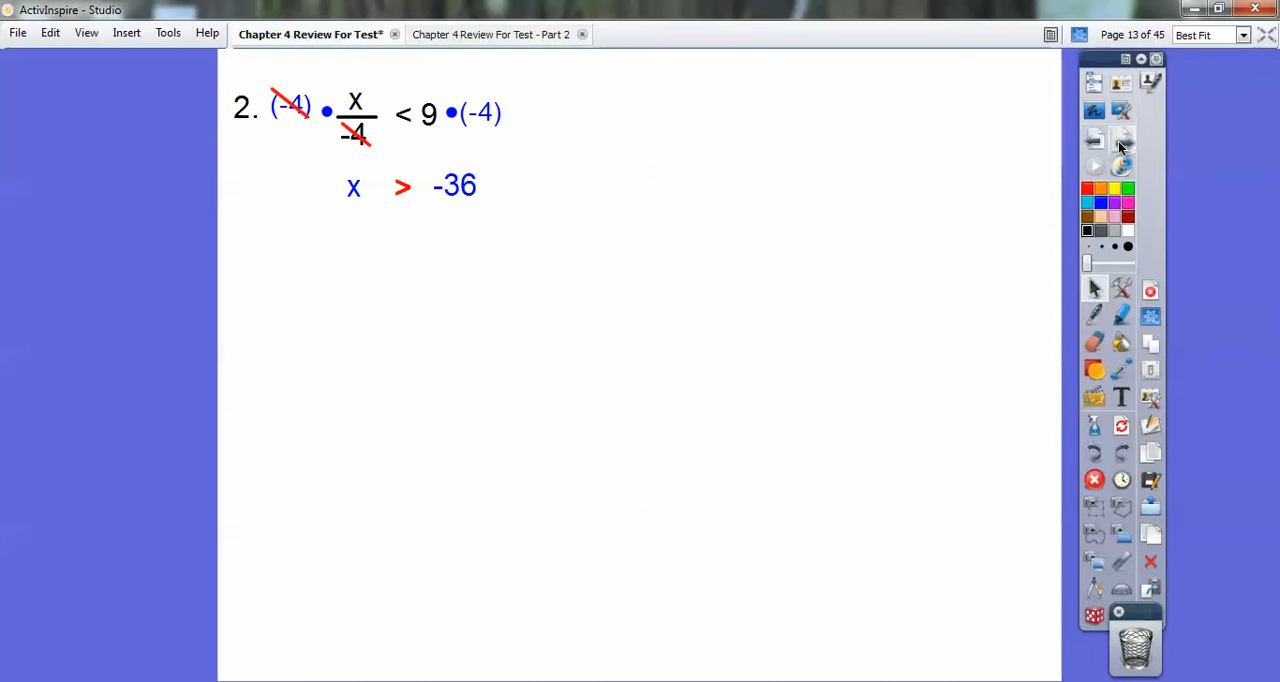 ActivInspire - Studio
File Edit View Insert Tools Help Chapter 4 Review For Test* Chapter 4 Review For Test - Part 2 Page 13 of 45 Best Fit
2. (-4) • x/-4 < 9 • (-4)
x > -36
T